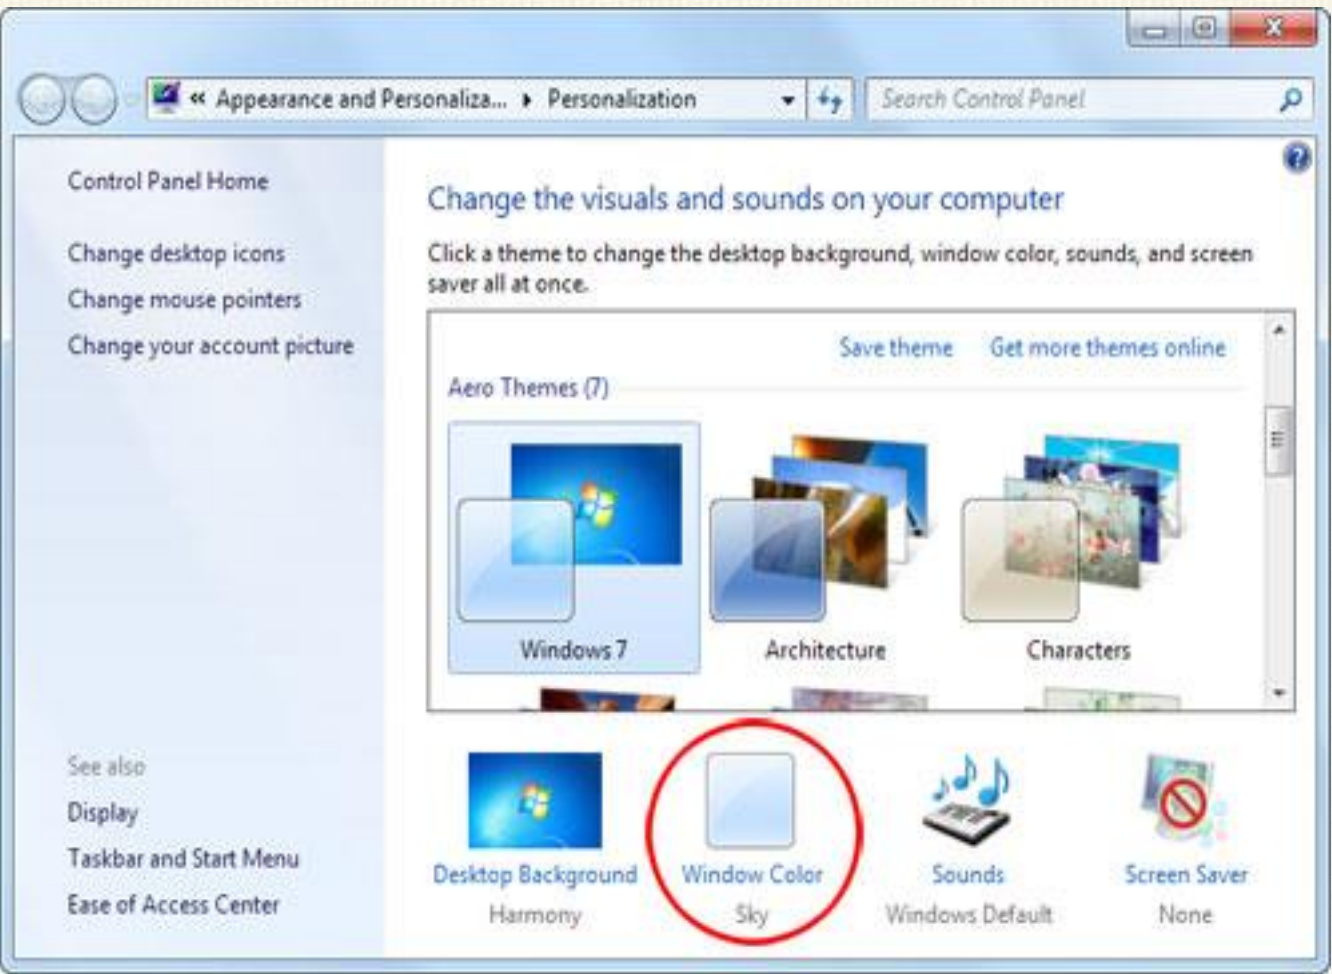 « Appearance and Personaliza... ▸ Personalization
Search Control Panel
Control Panel Home
Change desktop icons
Change mouse pointers
Change your account picture
See also
Display
Taskbar and Start Menu
Ease of Access Center
Change the visuals and sounds on your computer
Click a theme to change the desktop background, window color, sounds, and screen
saver all at once.
Save theme Get more themes online
Aero Themes (7)
Windows 7 Architecture Characters
Desktop Background Window Color Sounds Screen Saver
Harmony Sky Windows Default None